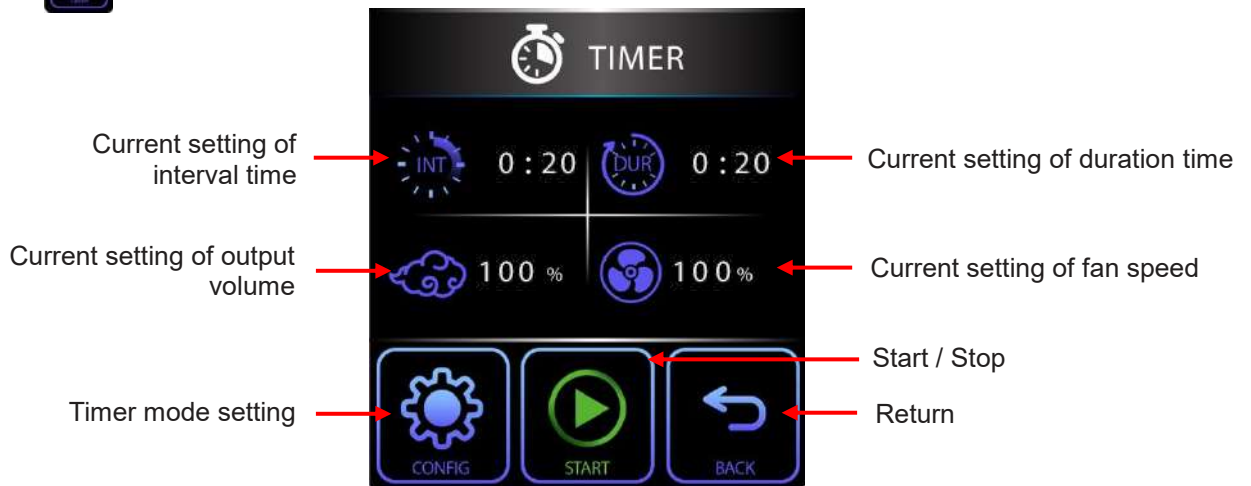 TIMER
Current setting of
interval time
INT
0 : 20
DUR
0 : 20
Current setting of duration time
Current setting of output
volume
100 %
100%
Current setting of fan speed
Start / Stop
Timer mode setting
Return
CONFIG
START
BACK